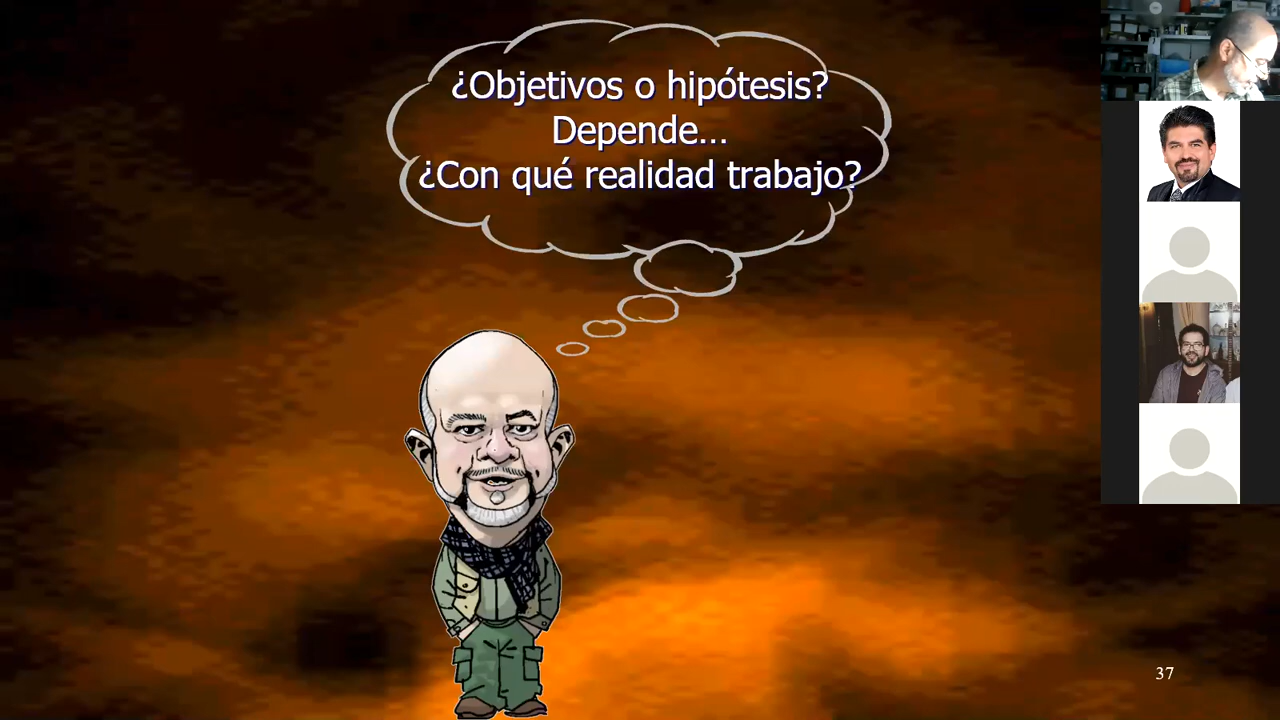 ¿Objetivos o hipótesis?
Depende...
¿Con qué realidad trabajo?
37